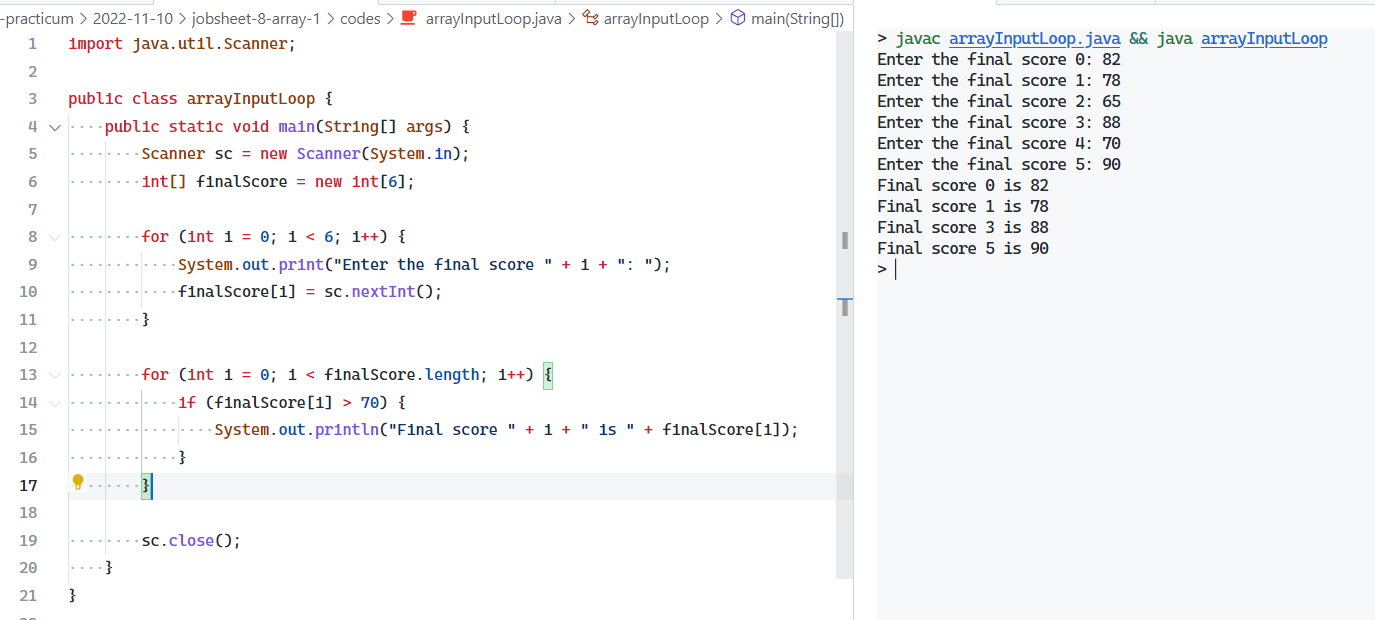 -practicum > 2022-11-10 > jobsheet-8-array-1 > codes > arrayInputLoop.java > arrayInputLoop > main(String[])
1 import java.util.Scanner;
2
3 public class arrayInputLoop {
4 ····public static void main(String[] args) {
5 ········Scanner sc = new Scanner(System.in);
6 ········int[] finalScore = new int[6];
7
8 ········for (int i = 0; i < 6; i++) {
9 ············System.out.print("Enter the final score " + i + ": ");
10 ············finalScore[i] = sc.nextInt();
11 ········}
12
13 ········for (int i = 0; i < finalScore.length; i++) {
14 ············if (finalScore[i] > 70) {
15 ················System.out.println("Final score " + i + " is " + finalScore[i]);
16 ············}
17 ········}
18
19 ········sc.close();
20 ····}
21 }
> javac arrayInputLoop.java && java arrayInputLoop
Enter the final score 0: 82
Enter the final score 1: 78
Enter the final score 2: 65
Enter the final score 3: 88
Enter the final score 4: 70
Enter the final score 5: 90
Final score 0 is 82
Final score 1 is 78
Final score 3 is 88
Final score 5 is 90
>